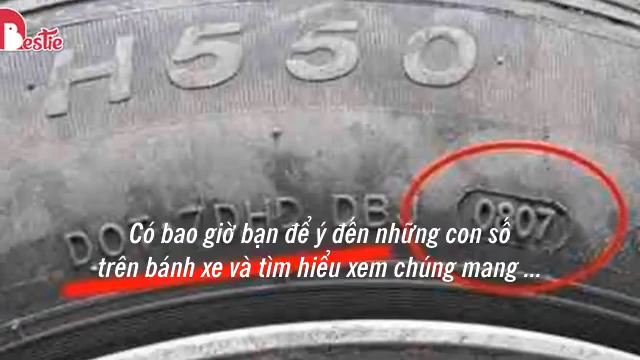 Bestie
H550
DOT 7DHD DB 0807
Có bao giờ bạn để ý đến những con số
trên bánh xe và tìm hiểu xem chúng mang ...